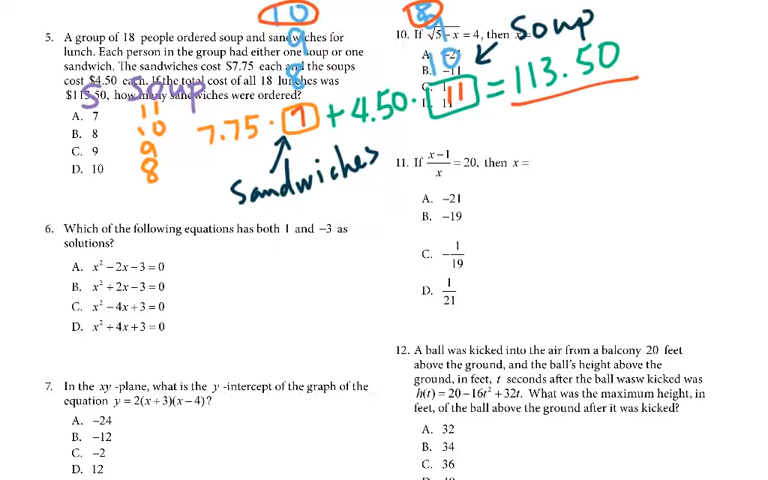 10
9
8
5. A group of 18 people ordered soup and sandwiches for
lunch. Each person in the group had either one soup or one
sandwich. The sandwiches cost $7.75 each and the soups
cost $4.50 each. If the total cost of all 18 lunches was
$113.50, how many sandwiches were ordered?
S soup
A. 7 11
B. 8 10
C. 9 9
D. 10 8
7.75 · 7 + 4.50 · 11 = 113.50
Sandwiches
6. Which of the following equations has both 1 and −3 as
solutions?
A. x² − 2x − 3 = 0
B. x² + 2x − 3 = 0
C. x² − 4x + 3 = 0
D. x² + 4x + 3 = 0
7. In the xy -plane, what is the y -intercept of the graph of the
equation y = 2(x + 3)(x − 4)?
A. −24
B. −12
C. −2
D. 12
8
9
10
Soup
10. If √5 − x = 4, then x
A. −21
B. −11
C. 1
11. If (x−1)/x = 20, then x =
A. −21
B. −19
C. −1/19
D. 1/21
12. A ball was kicked into the air from a balcony 20 feet
above the ground, and the ball's height above the
ground, in feet, t seconds after the ball wasw kicked was
h(t) = 20 − 16t² + 32t. What was the maximum height, in
feet, of the ball above the ground after it was kicked?
A. 32
B. 34
C. 36